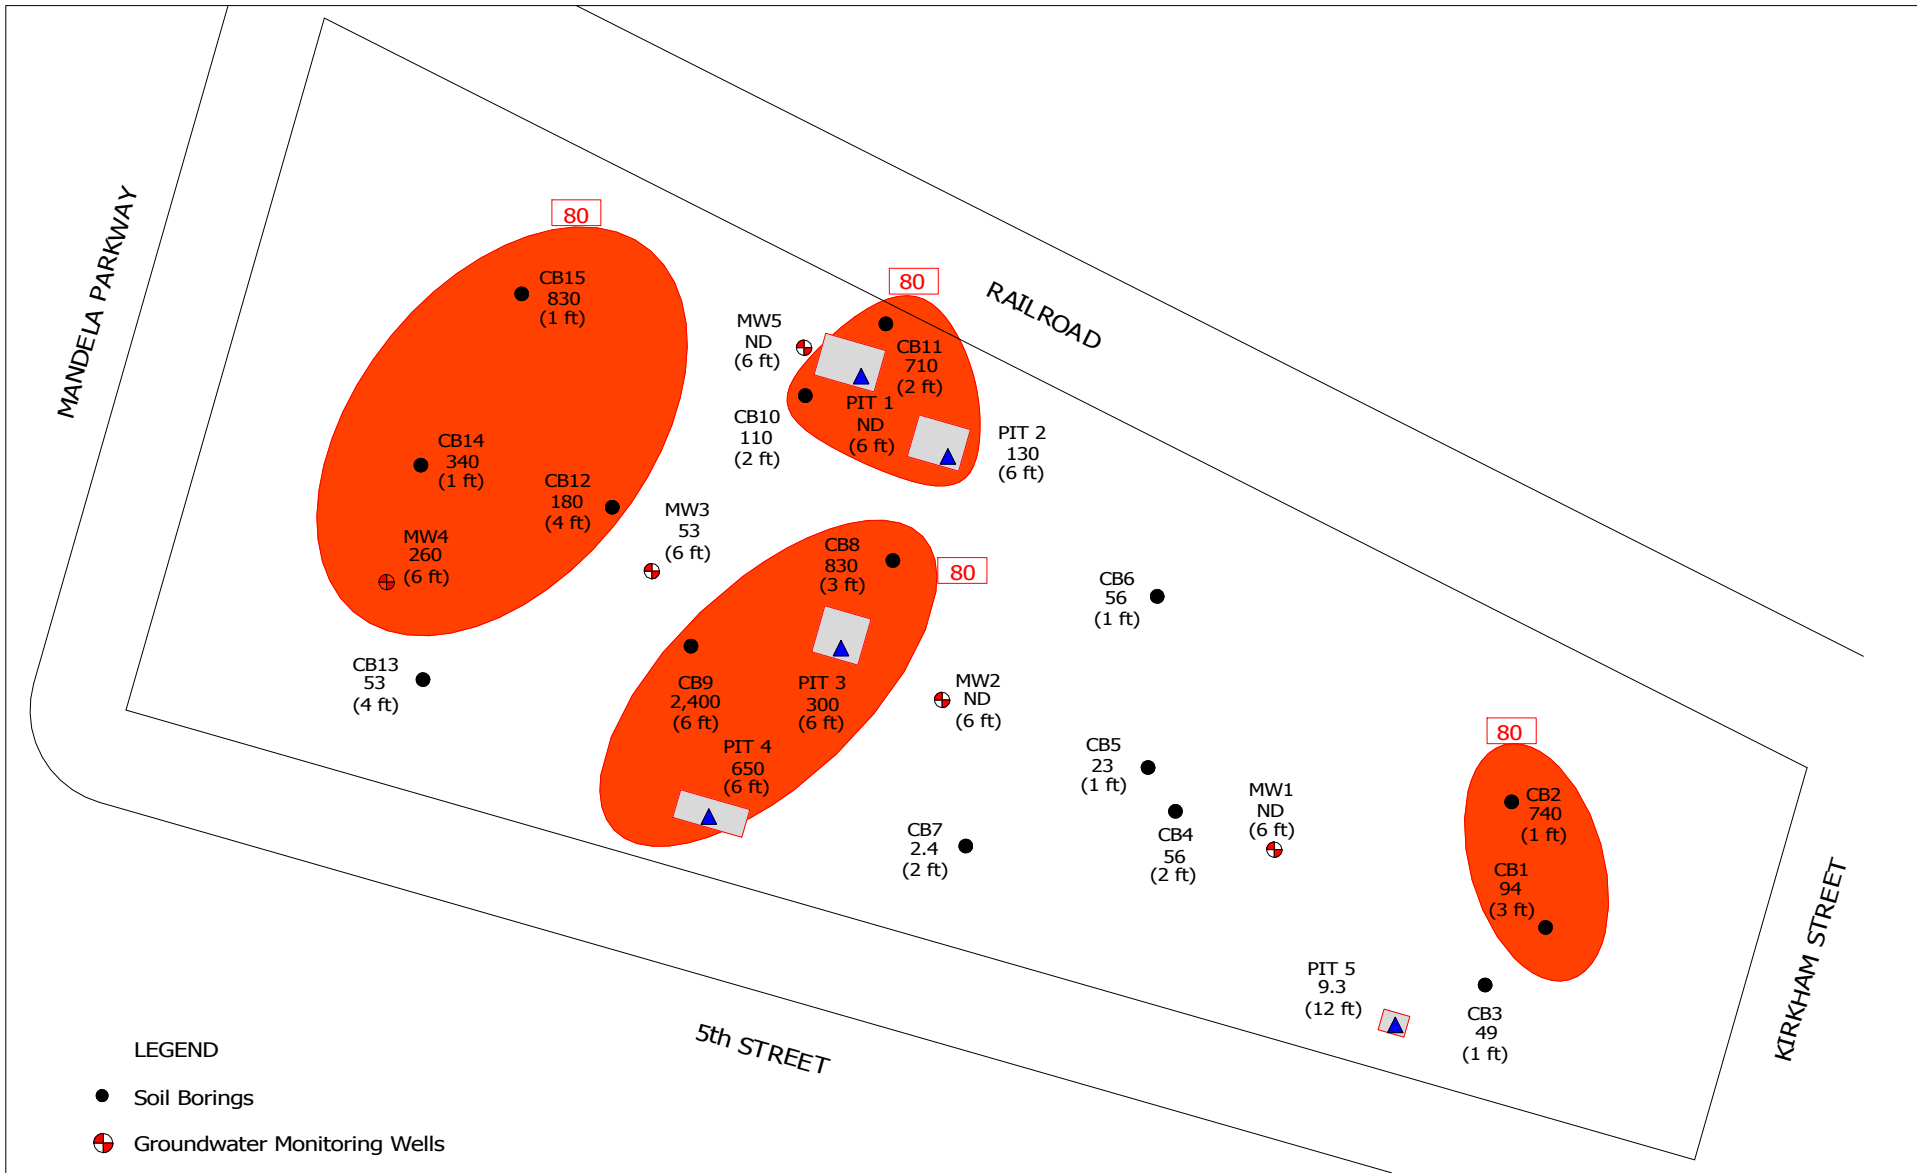 80
CB15
830
(1 ft)
80
RAILROAD
MANDELA PARKWAY
MW5
ND
(6 ft)
CB11
710
(2 ft)
PIT 1
ND
(6 ft)
CB10
110
(2 ft)
PIT 2
130
(6 ft)
CB14
340
(1 ft)
CB12
180
(4 ft)
MW4
260
(6 ft)
MW3
53
(6 ft)
CB8
830
(3 ft)
80
CB6
56
(1 ft)
CB13
53
(4 ft)
CB9
2,400
(6 ft)
PIT 3
300
(6 ft)
MW2
ND
(6 ft)
PIT 4
650
(6 ft)
CB5
23
(1 ft)
80
CB2
740
(1 ft)
MW1
ND
(6 ft)
CB7
2.4
(2 ft)
CB4
56
(2 ft)
CB1
94
(3 ft)
KIRKHAM STREET
PIT 5
9.3
(12 ft)
CB3
49
(1 ft)
5th STREET
LEGEND
Soil Borings
Groundwater Monitoring Wells